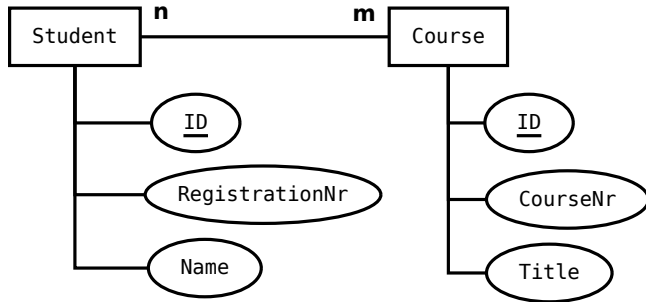 n m
Student Course
ID ID
RegistrationNr CourseNr
Name Title